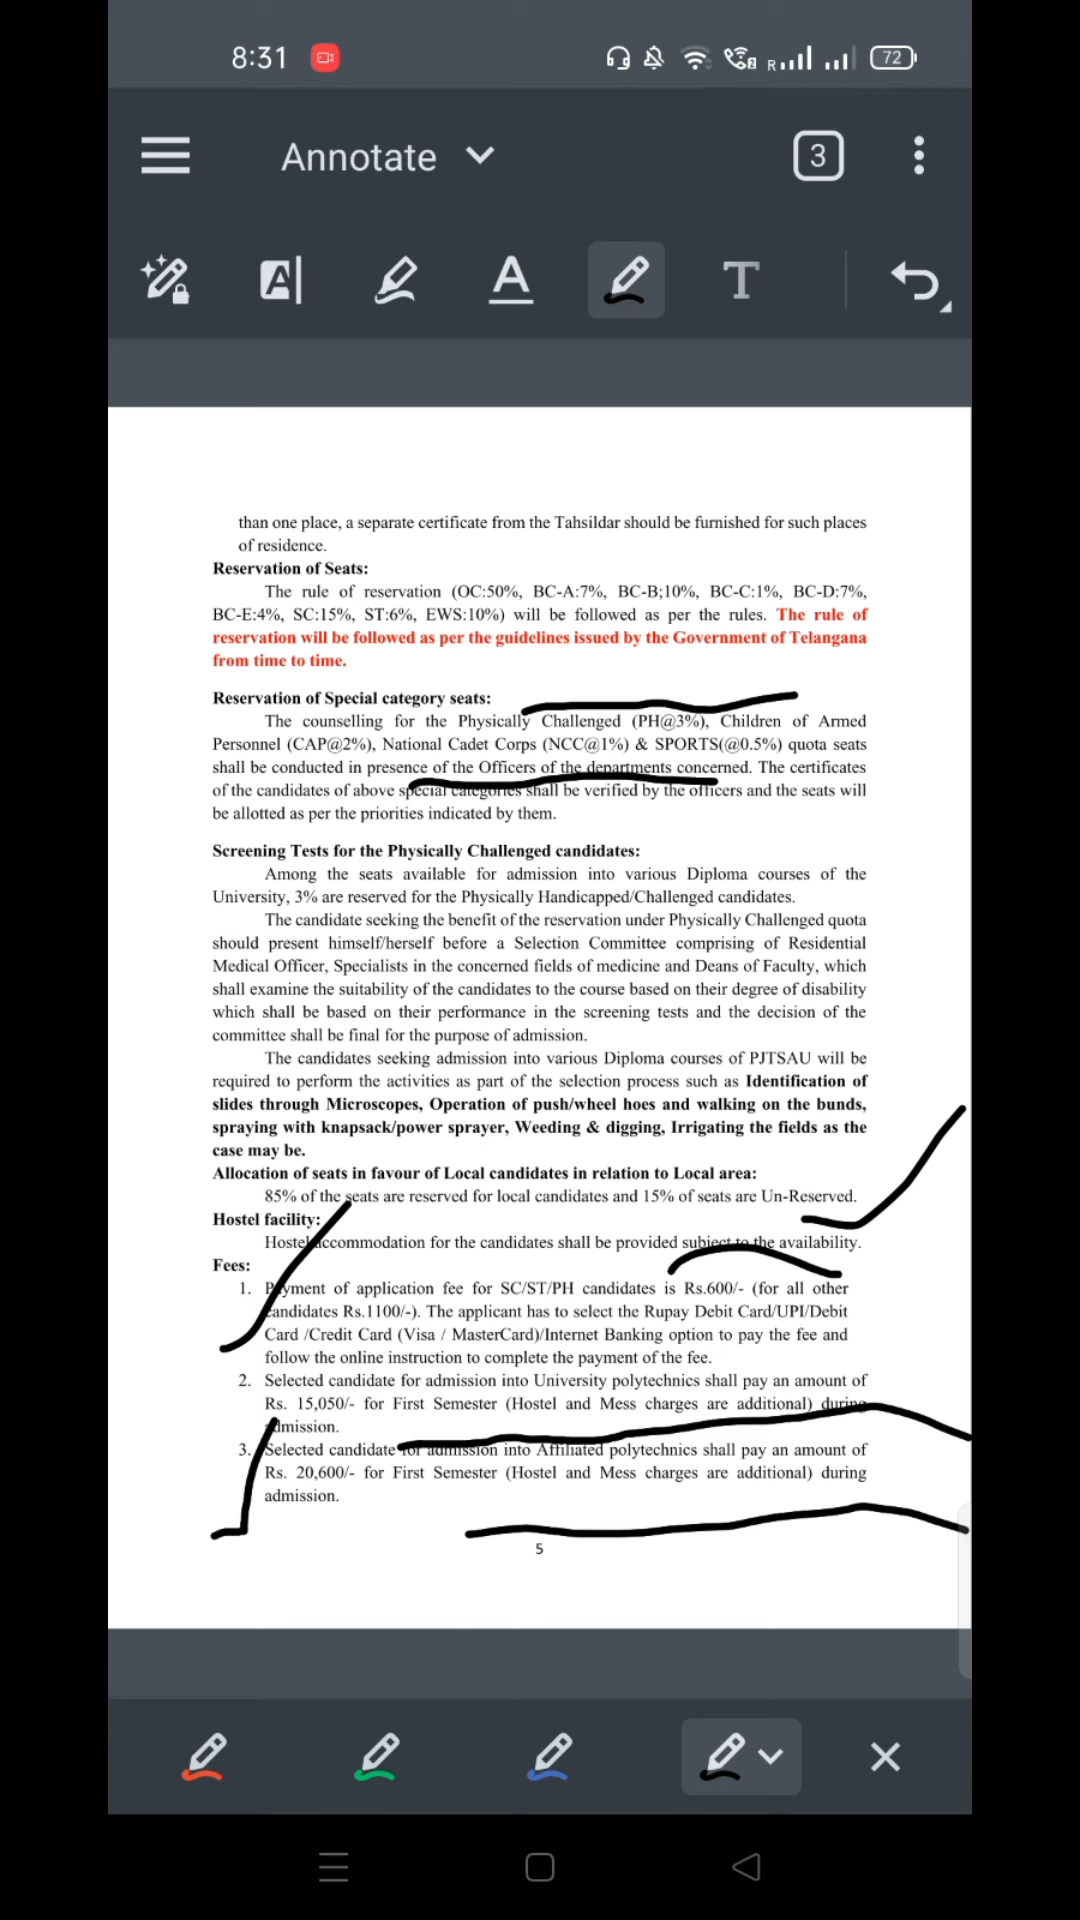 8:31
R
72
Annotate
3
A
A
T
than one place, a separate certificate from the Tahsildar should be furnished for such places
of residence.
Reservation of Seats:
The rule of reservation (OC:50%, BC-A:7%, BC-B;10%, BC-C:1%, BC-D:7%,
BC-E:4%, SC:15%, ST:6%, EWS:10%) will be followed as per the rules. The rule of
reservation will be followed as per the guidelines issued by the Government of Telangana
from time to time.
Reservation of Special category seats:
The counselling for the Physically Challenged (PH@3%), Children of Armed
Personnel (CAP@2%), National Cadet Corps (NCC@1%) & SPORTS(@0.5%) quota seats
shall be conducted in presence of the Officers of the departments concerned. The certificates
of the candidates of above special categories shall be verified by the officers and the seats will
be allotted as per the priorities indicated by them.
Screening Tests for the Physically Challenged candidates:
Among the seats available for admission into various Diploma courses of the
University, 3% are reserved for the Physically Handicapped/Challenged candidates.
The candidate seeking the benefit of the reservation under Physically Challenged quota
should present himself/herself before a Selection Committee comprising of Residential
Medical Officer, Specialists in the concerned fields of medicine and Deans of Faculty, which
shall examine the suitability of the candidates to the course based on their degree of disability
which shall be based on their performance in the screening tests and the decision of the
committee shall be final for the purpose of admission.
The candidates seeking admission into various Diploma courses of PJTSAU will be
required to perform the activities as part of the selection process such as Identification of
slides through Microscopes, Operation of push/wheel hoes and walking on the bunds,
spraying with knapsack/power sprayer, Weeding & digging, Irrigating the fields as the
case may be.
Allocation of seats in favour of Local candidates in relation to Local area:
85% of the seats are reserved for local candidates and 15% of seats are Un-Reserved.
Hostel facility:
Hostel accommodation for the candidates shall be provided subject to the availability.
Fees:
1. Payment of application fee for SC/ST/PH candidates is Rs.600/- (for all other
candidates Rs.1100/-). The applicant has to select the Rupay Debit Card/UPI/Debit
Card /Credit Card (Visa / MasterCard)/Internet Banking option to pay the fee and
follow the online instruction to complete the payment of the fee.
2. Selected candidate for admission into University polytechnics shall pay an amount of
Rs. 15,050/- for First Semester (Hostel and Mess charges are additional) during
admission.
3. Selected candidate for admission into Affiliated polytechnics shall pay an amount of
Rs. 20,600/- for First Semester (Hostel and Mess charges are additional) during
admission.
5